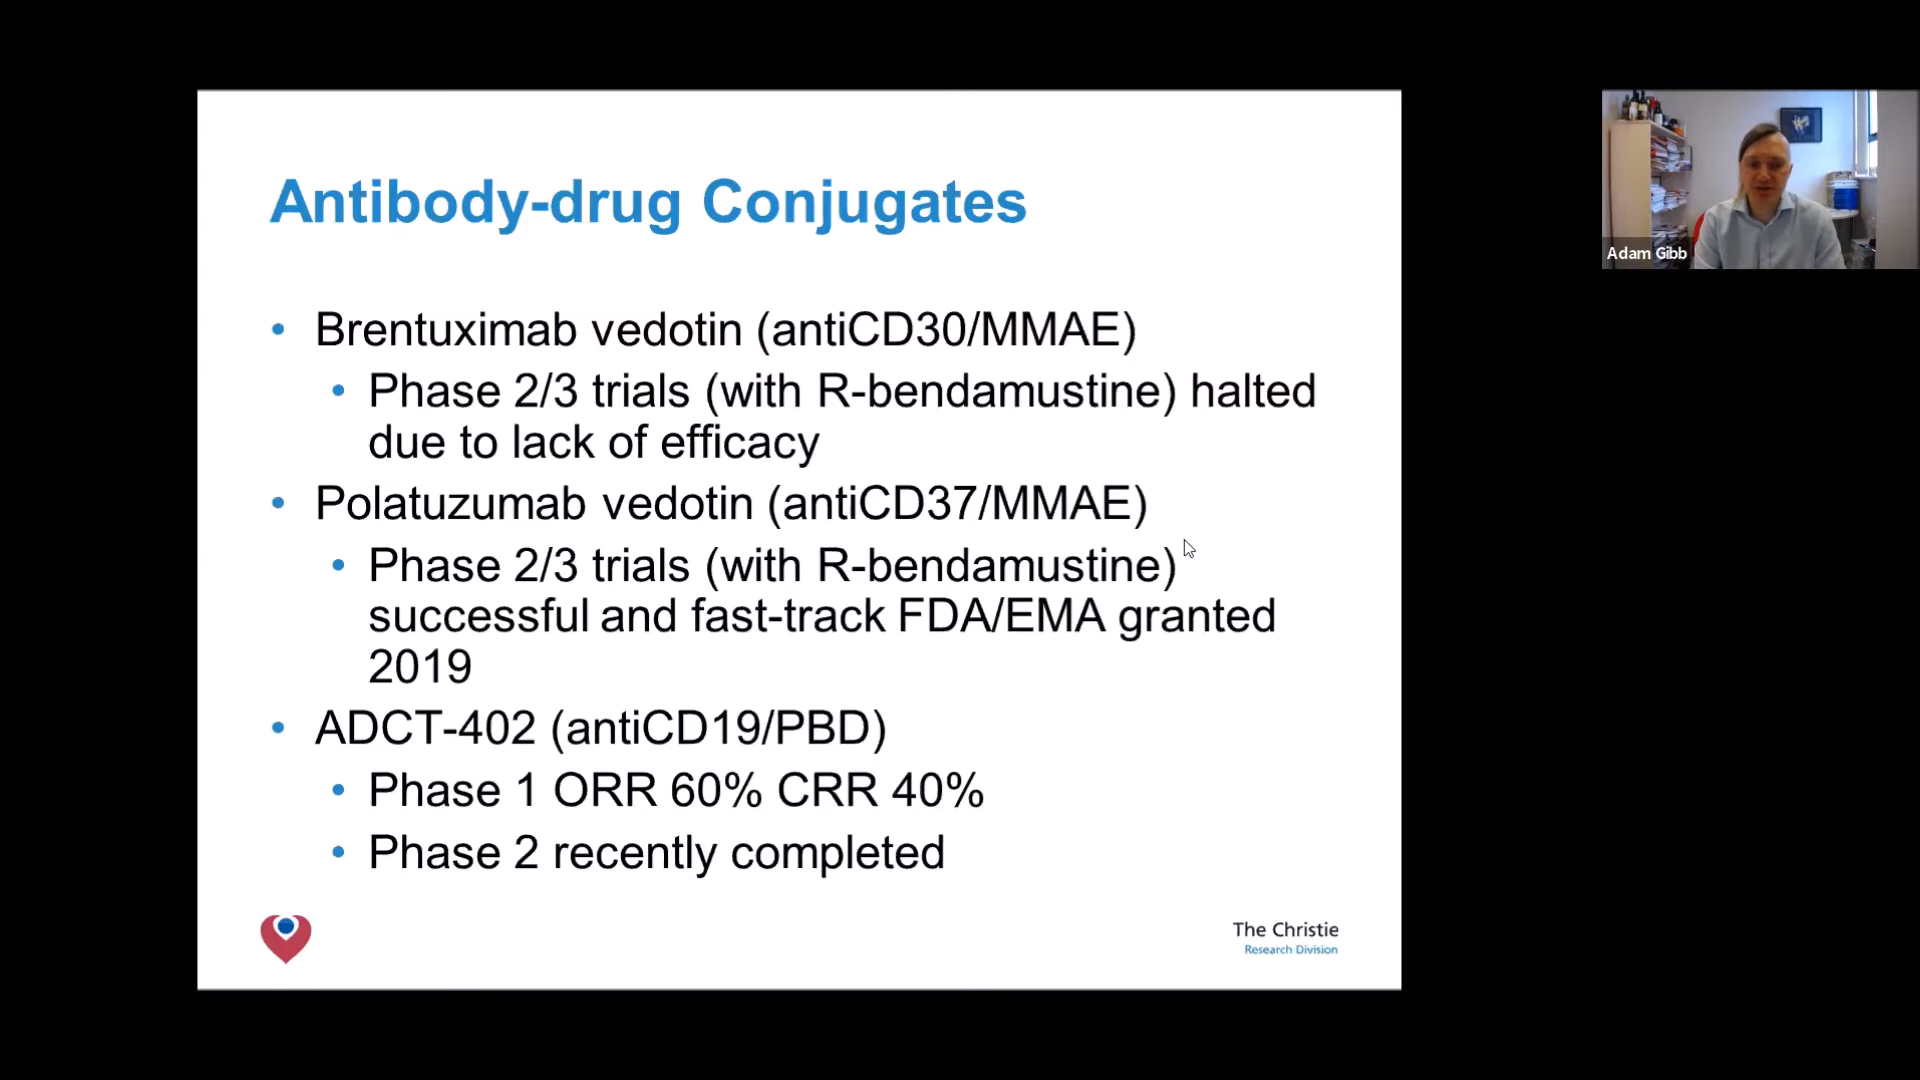 Antibody-drug Conjugates
• Brentuximab vedotin (antiCD30/MMAE)
• Phase 2/3 trials (with R-bendamustine) halted
due to lack of efficacy
• Polatuzumab vedotin (antiCD37/MMAE)
• Phase 2/3 trials (with R-bendamustine)
successful and fast-track FDA/EMA granted
2019
• ADCT-402 (antiCD19/PBD)
• Phase 1 ORR 60% CRR 40%
• Phase 2 recently completed
The Christie
Research Division
Adam Gibb